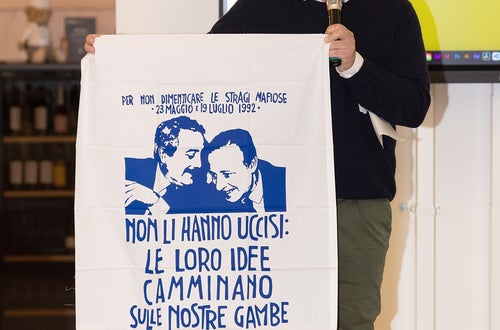 PER NON DIMENTICARE LE STRAGI MAFIOSE
· 23 MAGGIO E 19 LUGLIO 1992 ·
NON LI HANNO UCCISI:
LE LORO IDEE
CAMMINANO
SULLE NOSTRE GAMBE